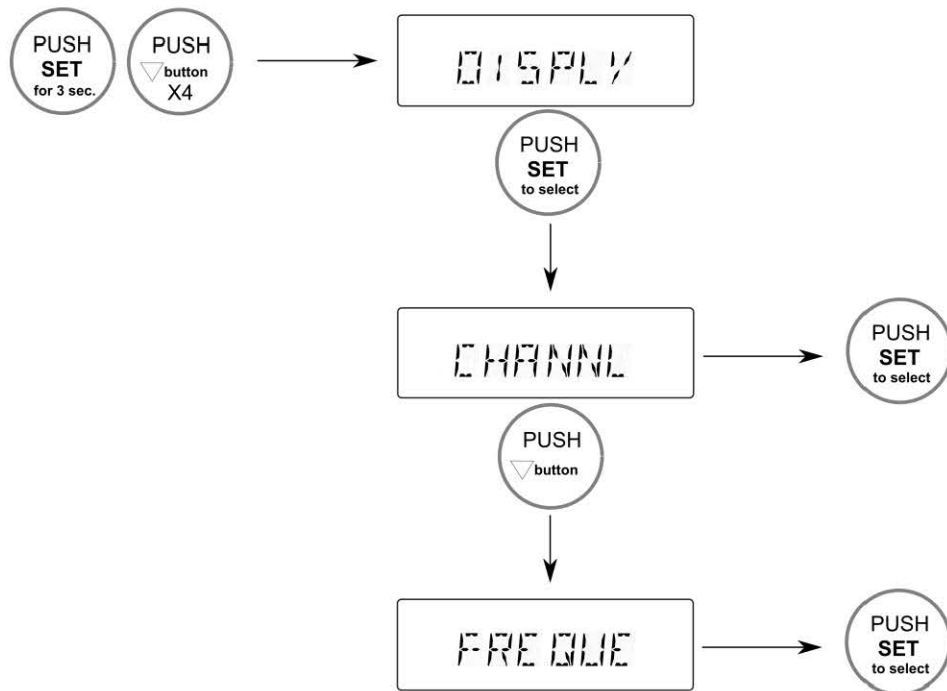 PUSH
SET
for 3 sec.
PUSH
button
X4
DISPLY
PUSH
SET
to select
CHANNL
PUSH
SET
to select
PUSH
button
FREQUE
PUSH
SET
to select